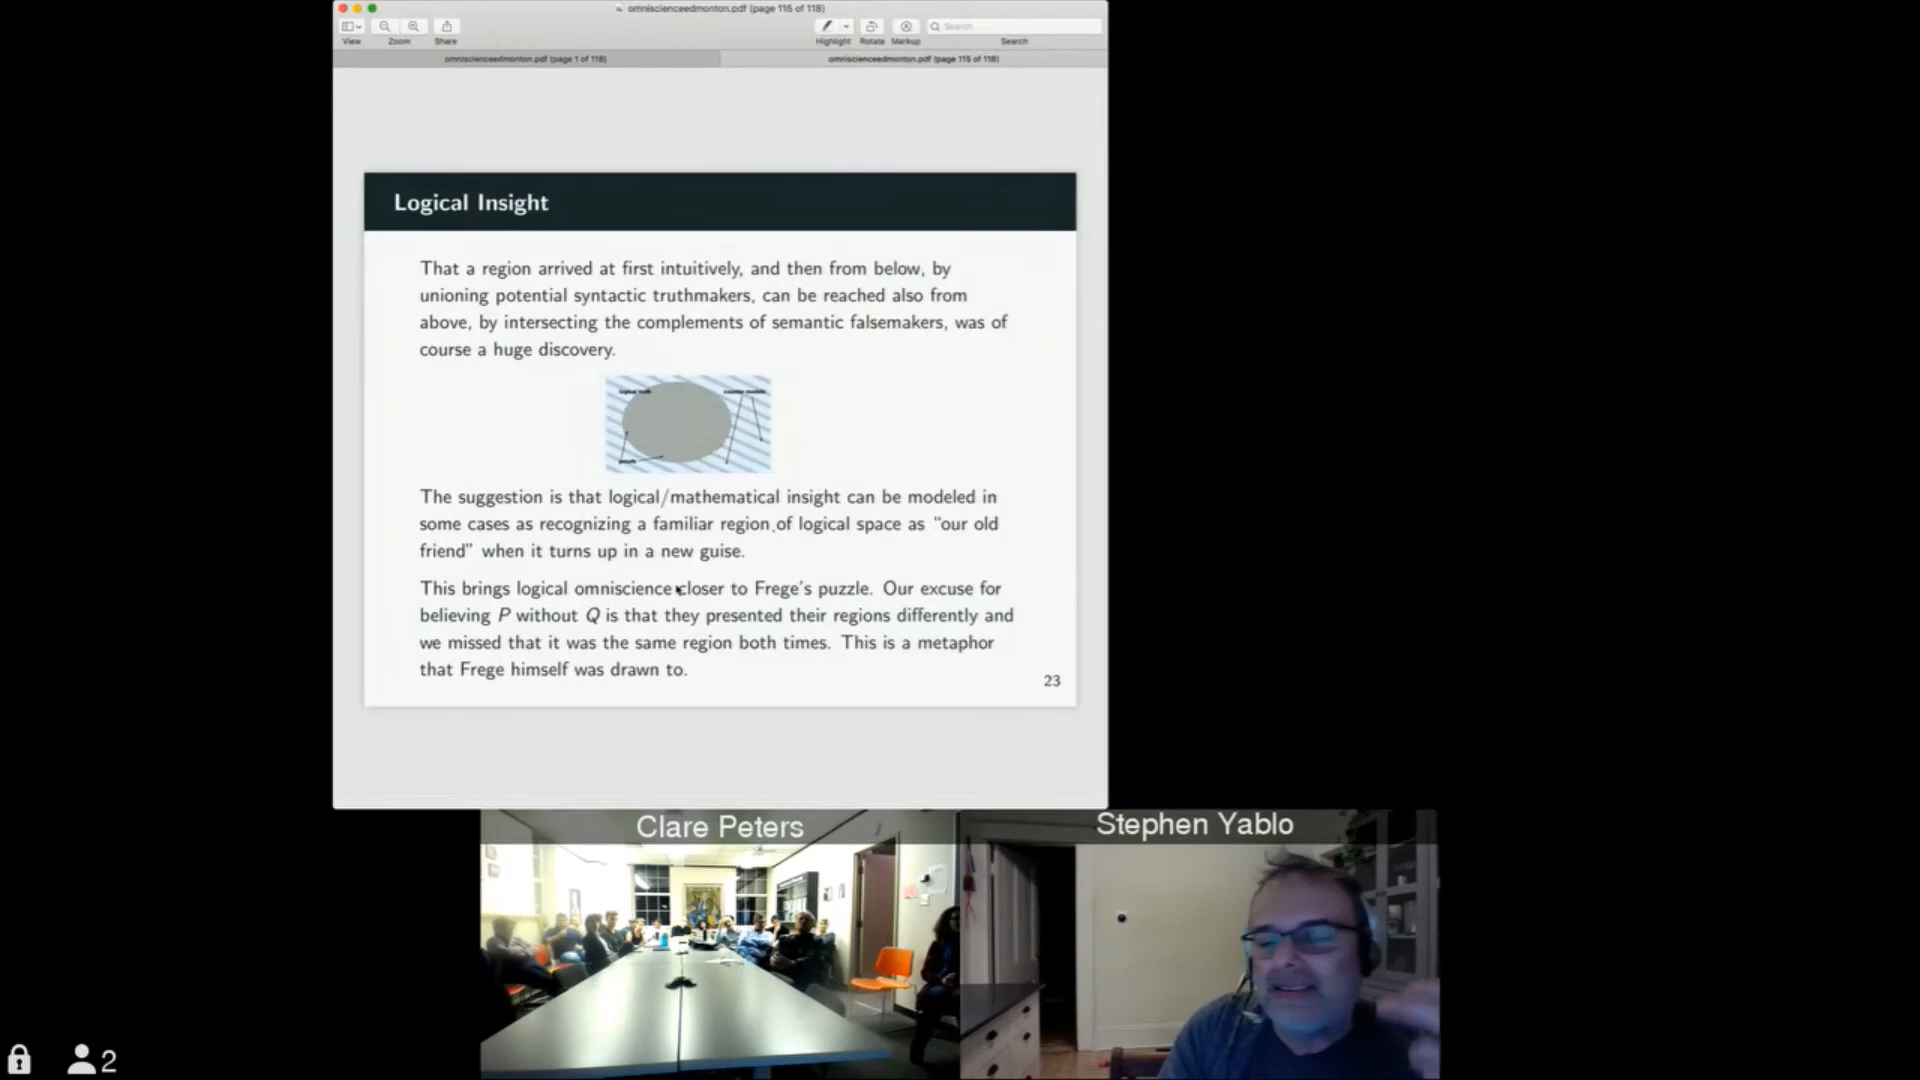 omniscienceedmonton.pdf (page 115 of 118)
View Zoom Share Highlight Rotate Markup Search
Search
omniscienceedmonton.pdf (page 1 of 118) omniscienceedmonton.pdf (page 115 of 118)
Logical Insight
That a region arrived at first intuitively, and then from below, by
unioning potential syntactic truthmakers, can be reached also from
above, by intersecting the complements of semantic falsemakers, was of
course a huge discovery.
logical truth counter models
proofs
The suggestion is that logical/mathematical insight can be modeled in
some cases as recognizing a familiar region of logical space as “our old
friend” when it turns up in a new guise.
This brings logical omniscience closer to Frege's puzzle. Our excuse for
believing P without Q is that they presented their regions differently and
we missed that it was the same region both times. This is a metaphor
that Frege himself was drawn to.
23
Clare Peters
Stephen Yablo
2